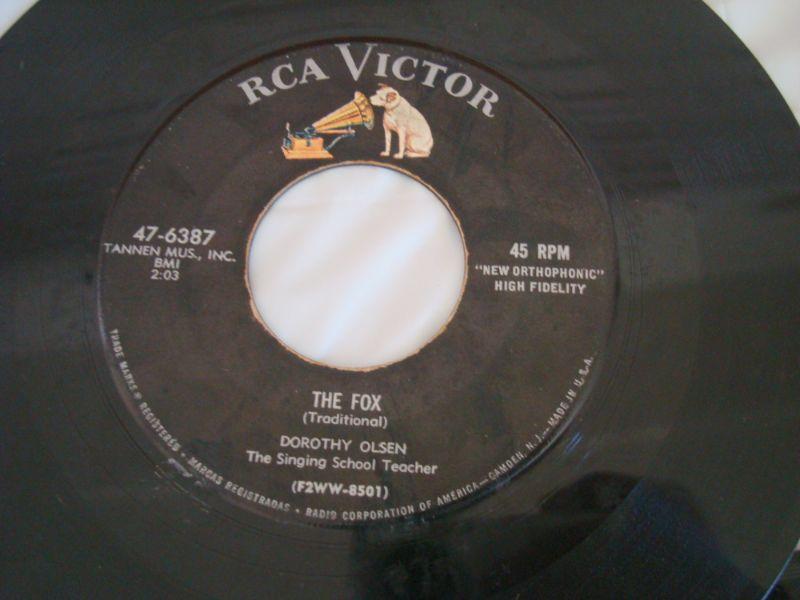 RCA VICTOR
47-6387
TANNEN MUS., INC.
BMI
2:03
45 RPM
"NEW ORTHOPHONIC"
HIGH FIDELITY
THE FOX
(Traditional)
DOROTHY OLSEN
The Singing School Teacher
(F2WW-8501)
TRADE MARKS ® REGISTERED • MARCAS REGISTRADAS • RADIO CORPORATION OF AMERICA—CAMDEN, N. J.—MADE IN U.S.A.